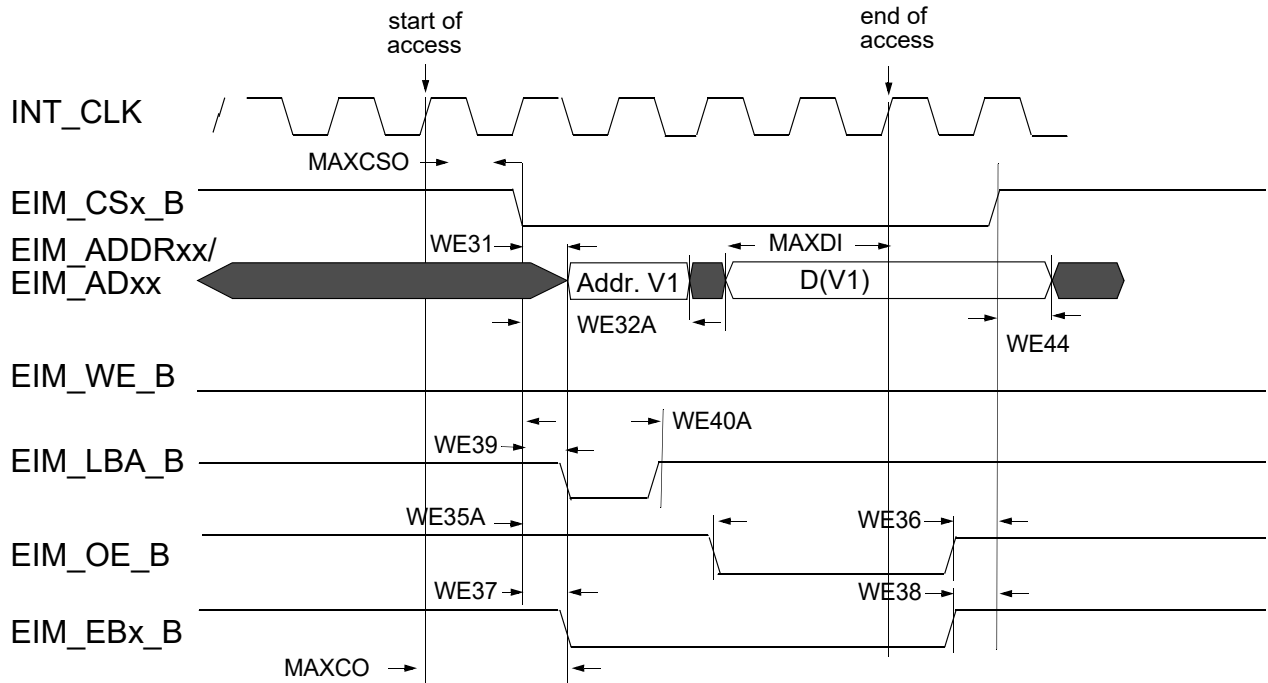 start of
access
end of
access
INT_CLK
MAXCSO
EIM_CSx_B
EIM_ADDRxx/
EIM_ADxx
WE31
MAXDI
Addr. V1
D(V1)
WE32A
WE44
EIM_WE_B
WE40A
WE39
EIM_LBA_B
WE35A
WE36
EIM_OE_B
WE37
WE38
EIM_EBx_B
MAXCO